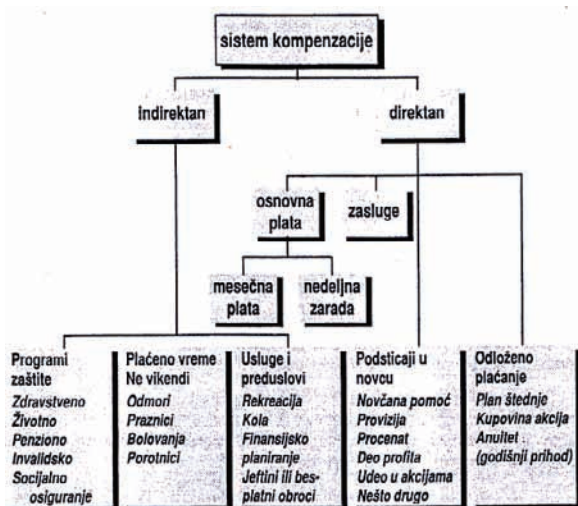 sistem kompenzacije
indirektan
direktan
osnovna
plata
zasluge
mesečna
plata
nedeljna
zarada
Programi
zaštite
Zdravstveno
Životno
Penziono
Invalidsko
Socijalno
osiguranje
Plaćeno vreme
Ne vikendi
Odmori
Praznici
Bolovanja
Porotnici
Usluge i
preduslovi
Rekreacija
Kola
Finansijsko
planiranje
Jeftini ili bes-
platni obroci
Podsticaji u
novcu
Novčana pomoć
Provizija
Procenat
Deo profita
Udeo u akcijama
Nešto drugo
Odloženo
plaćanje
Plan štednje
Kupovina akcija
Anuitet
(godišnji prihod)